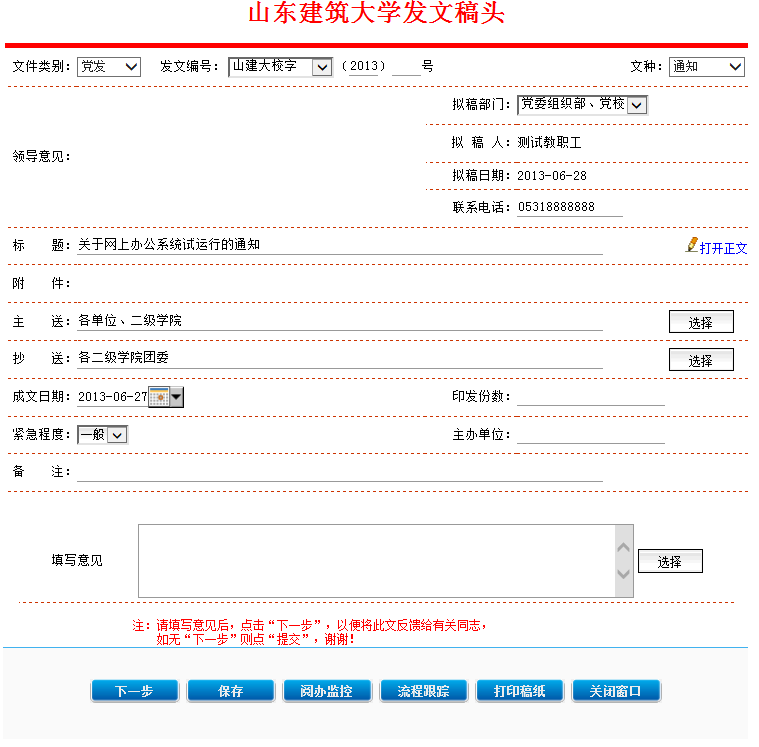 山东建筑大学发文稿头
文件类别： 党发 发文编号： 山建大校字 （2013） 号 文种： 通知
拟稿部门： 党委组织部、党校
领导意见：
拟 稿 人： 测试教职工
拟稿日期： 2013-06-28
联系电话： 05318888888
标 题： 关于网上办公系统试运行的通知 打开正文
附 件：
主 送： 各单位、二级学院 选择
抄 送： 各二级学院团委 选择
成文日期： 2013-06-27 印发份数：
紧急程度： 一般 主办单位：
备 注：
填写意见 选择
注：请填写意见后，点击“下一步”，以便将此文反馈给有关同志，
如无“下一步”则点“提交”，谢谢！
下一步 保存 阅办监控 流程跟踪 打印稿纸 关闭窗口